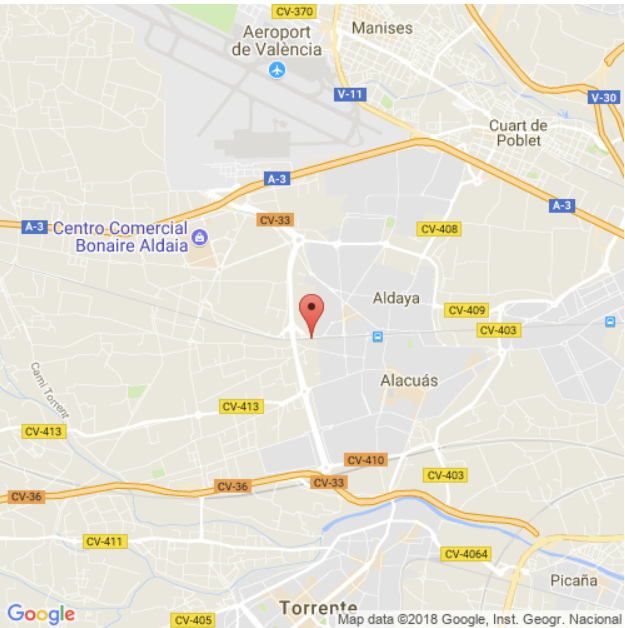 CV-370
Manises
Aeroport
de València
V-11
V-30
Cuart de
Poblet
A-3
A-3
CV-33
A-3
CV-408
Centro Comercial
Bonaire Aldaia
Aldaya
CV-409
CV-403
Camí Torrent
Alacuás
CV-413
CV-413
CV-410
CV-403
CV-36
CV-33
CV-36
CV-411
CV-4064
Picaña
Torrente
CV-405
Google
Map data ©2018 Google, Inst. Geogr. Nacional